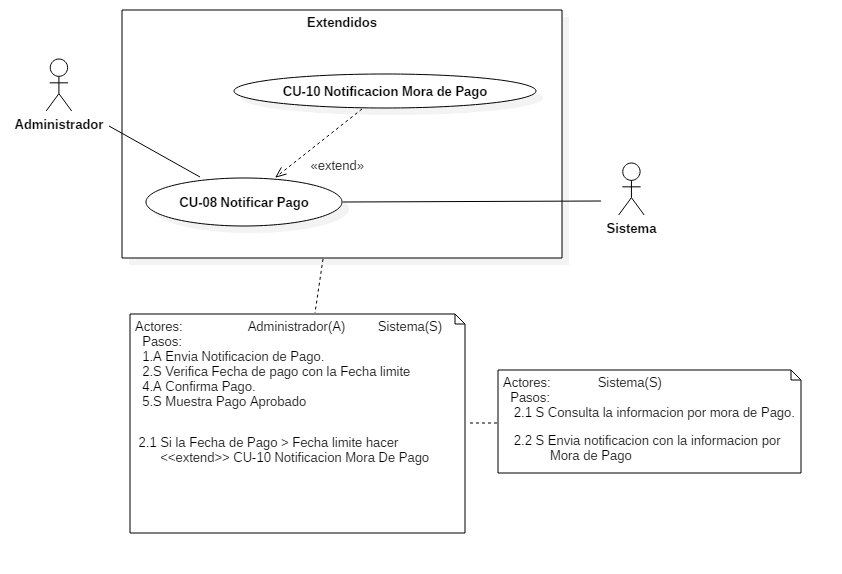 Extendidos
CU-10 Notificacion Mora de Pago
Administrador
«extend»
CU-08 Notificar Pago
Sistema
Actores: Administrador(A) Sistema(S)
Pasos:
1.A Envia Notificacion de Pago.
2.S Verifica Fecha de pago con la Fecha limite
4.A Confirma Pago.
5.S Muestra Pago Aprobado
2.1 Si la Fecha de Pago > Fecha limite hacer
<<extend>> CU-10 Notificacion Mora De Pago
Actores: Sistema(S)
Pasos:
2.1 S Consulta la informacion por mora de Pago.
2.2 S Envia notificacion con la informacion por
Mora de Pago